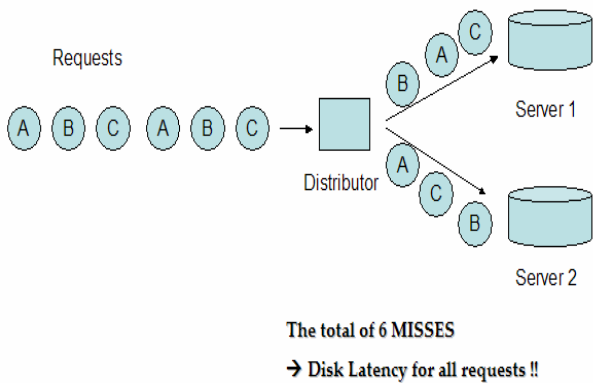 Requests
A B C A B C
Distributor
B A C
Server 1
A C B
Server 2
The total of 6 MISSES
→ Disk Latency for all requests !!